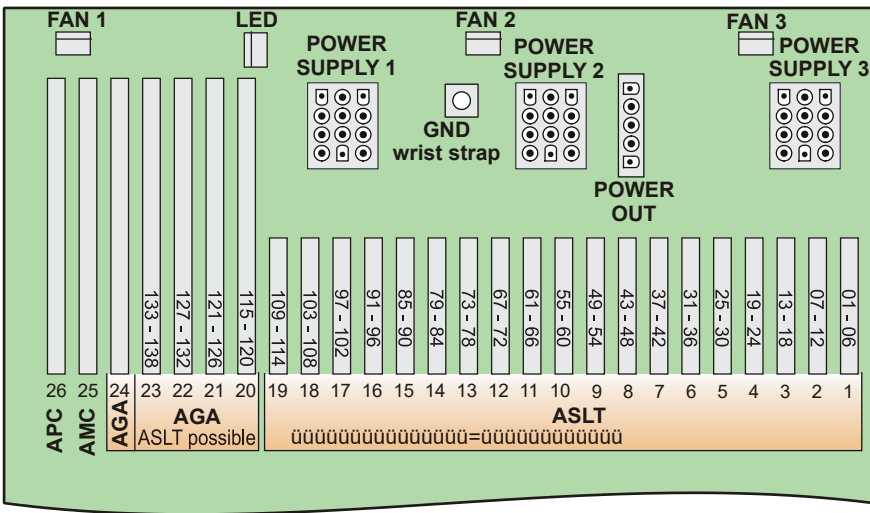 FAN 1
LED
FAN 2
FAN 3
POWER
SUPPLY 1
POWER
SUPPLY 2
POWER
SUPPLY 3
GND
wrist strap
POWER
OUT
133 - 138
127 - 132
121 - 126
115 - 120
109 - 114
103 - 108
97 - 102
91 - 96
85 - 90
79 - 84
73 - 78
67 - 72
61 - 66
55 - 60
49 - 54
43 - 48
37 - 42
31 - 36
25 - 30
19 - 24
13 - 18
07 - 12
01 - 06
26 25 24 23 22 21 20 19 18 17 16 15 14 13 12 11 10 9 8 7 6 5 4 3 2 1
APC
AMC
AGA
AGA
ASLT possible
ASLT
üüüüüüüüüüüüüüü=üüüüüüüüüüüü